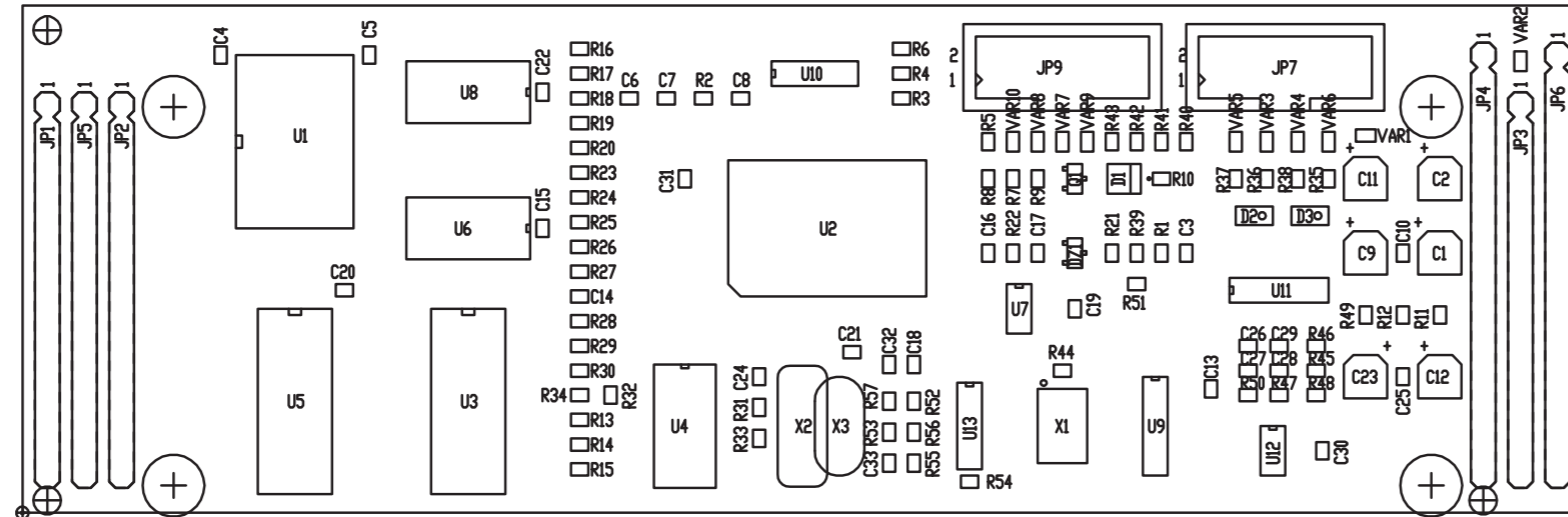 C4
C5
C22
R16
R17
R18
R19
R20
R23
R24
R25
R26
R27
C14
R28
R29
R30
R34
R32
R13
R14
R15
C6
C7
R2
C8
U10
R6
R4
R3
2
1
JP9
2
1
JP7
1
JP4
VAR2
1
JP6
1
JP3
1
JP1
1
JP5
1
JP2
U1
U8
U6
C15
C20
U5
U3
C31
U2
R5
VAR10
VAR8
VAR7
VAR9
R43
R42
R41
R40
VAR5
VAR3
VAR4
VAR6
VAR1
R8
R7
R9
Q1
D1
R10
R37
R36
R38
R35
+
C11
+
C2
C16
R22
C17
DZ1
R21
R39
R1
C3
D2
D3
+
C9
C10
+
C1
U7
C19
R51
U11
R49
R12
R11
C21
C32
C18
R44
C26
C29
R46
C27
C28
R45
R50
R47
R48
C13
+
C23
C25
+
C12
U4
C24
R31
R33
X2
X3
R57
R52
R53
R56
C33
R55
U13
R54
X1
U9
U12
C30